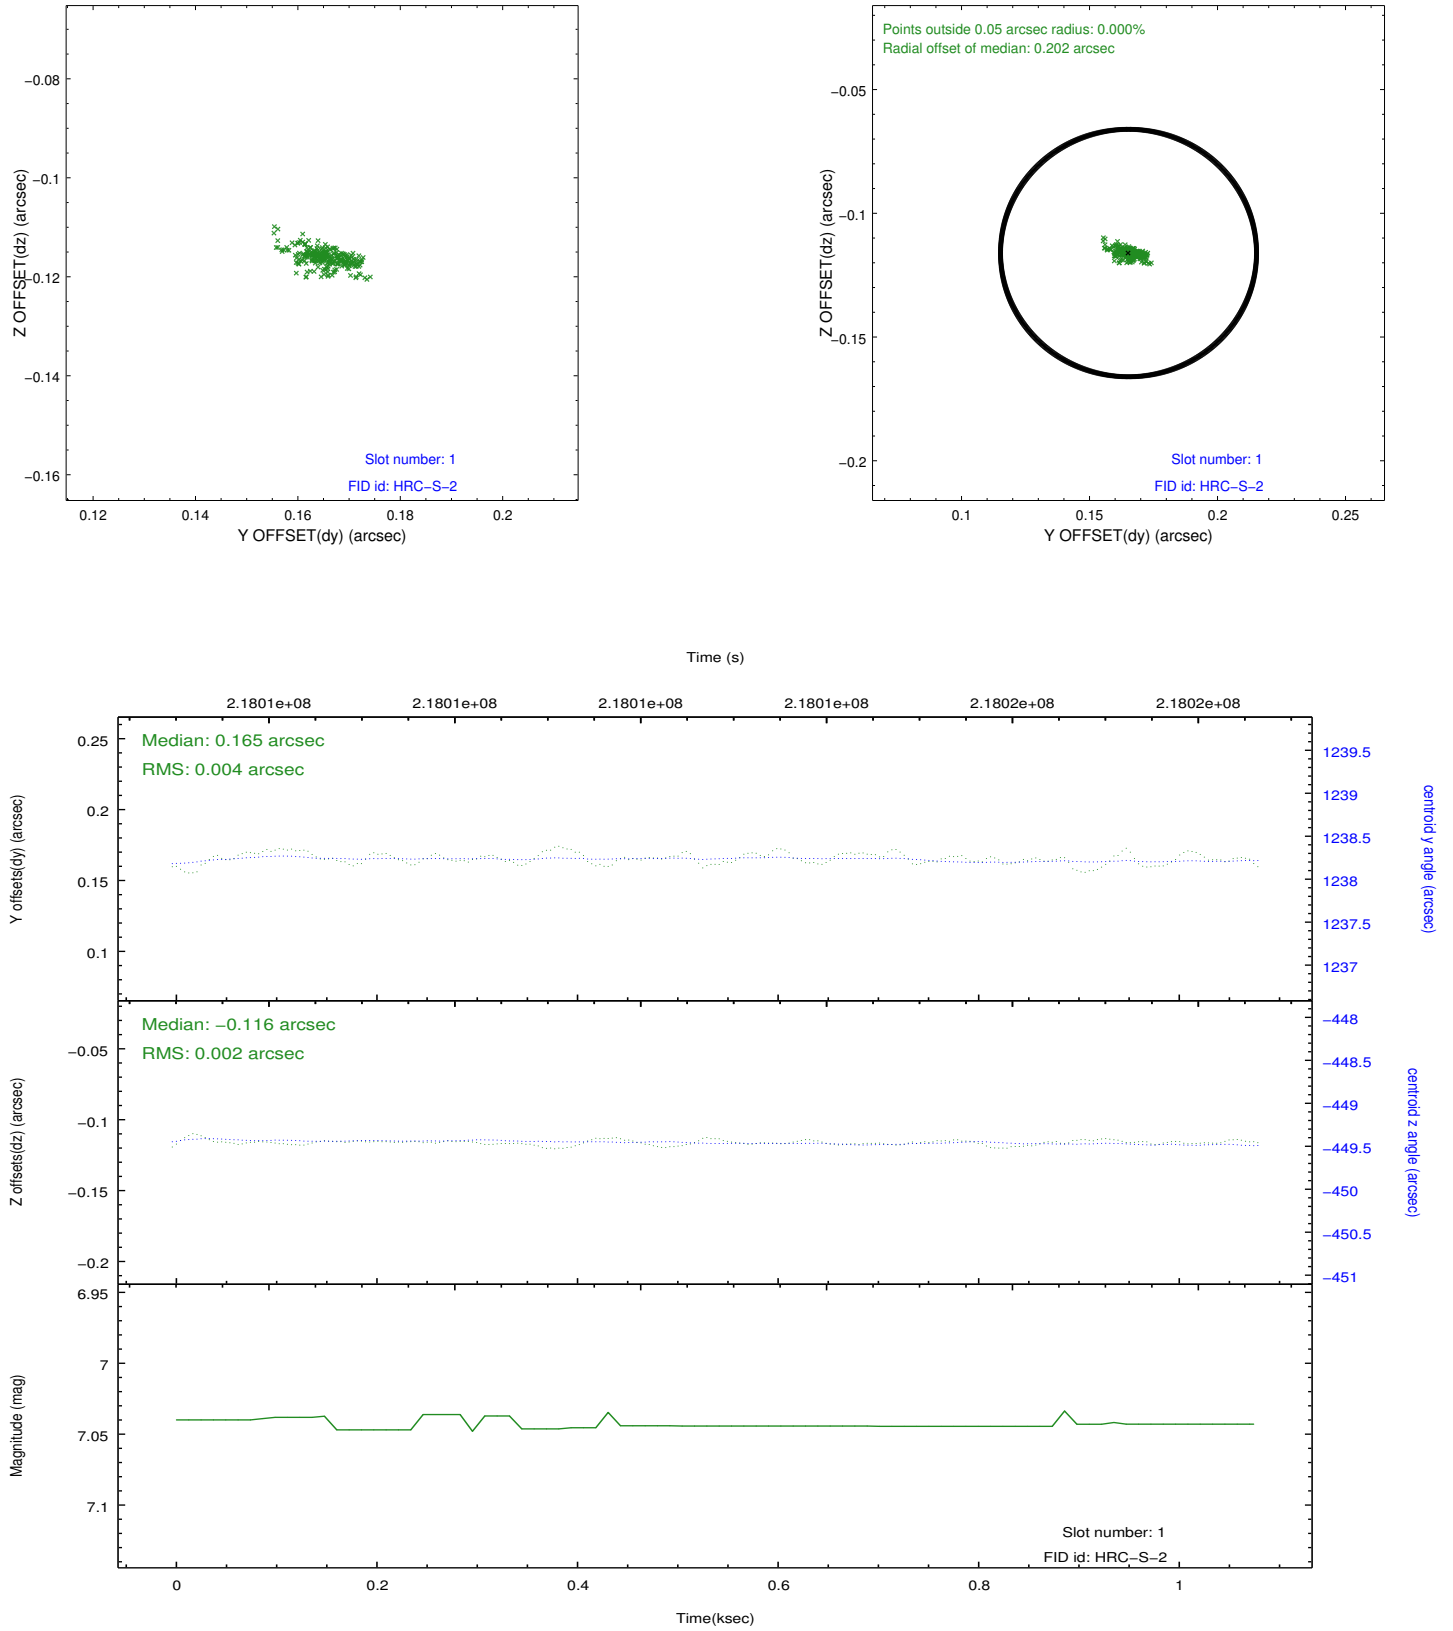 Points outside 0.05 arcsec radius: 0.000%
Radial offset of median: 0.202 arcsec
−0.08
−0.1
−0.12
−0.14
−0.16
Z OFFSET(dz) (arcsec)
Slot number: 1
FID id: HRC−S−2
0.12 0.14 0.16 0.18 0.2
Y OFFSET(dy) (arcsec)
−0.05
−0.1
−0.15
−0.2
Z OFFSET(dz) (arcsec)
Slot number: 1
FID id: HRC−S−2
0.1 0.15 0.2 0.25
Y OFFSET(dy) (arcsec)
Time (s)
2.1801e+08 2.1801e+08 2.1801e+08 2.1801e+08 2.1802e+08 2.1802e+08
Median: 0.165 arcsec
RMS: 0.004 arcsec
0.25
0.2
0.15
0.1
Y offsets(dy) (arcsec)
1239.5
1239
1238.5
1238
1237.5
1237
centroid y angle (arcsec)
Median: −0.116 arcsec
RMS: 0.002 arcsec
−0.05
−0.1
−0.15
−0.2
Z offsets(dz) (arcsec)
−448
−448.5
−449
−449.5
−450
−450.5
−451
centroid z angle (arcsec)
6.95
7
7.05
7.1
Magnitude (mag)
Slot number: 1
FID id: HRC−S−2
0 0.2 0.4 0.6 0.8 1
Time(ksec)